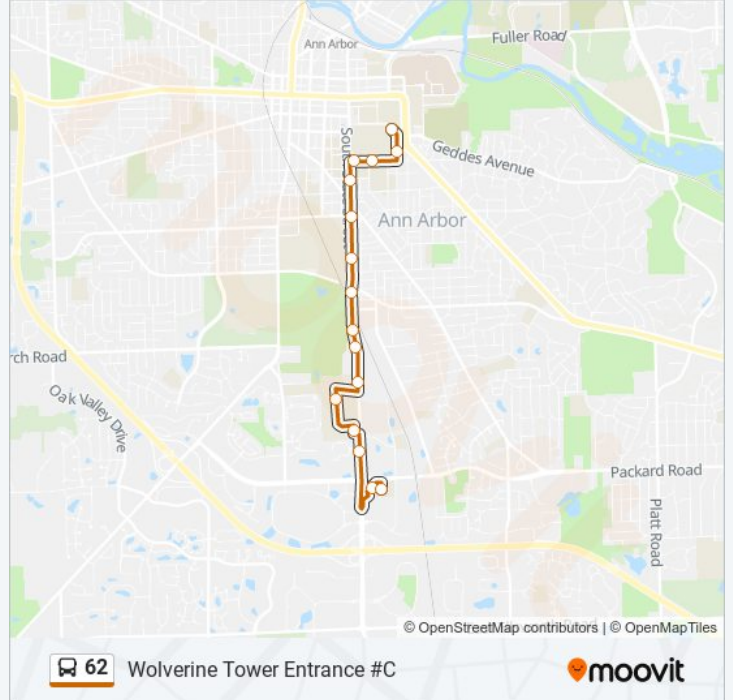 Fuller Road
Ann Arbor
Sou
Geddes Avenue
Ann Arbor
rch Road
Oak Valley Drive
Packard Road
Platt Road
© OpenStreetMap contributors | © OpenMapTiles
62 Wolverine Tower Entrance #C
moovit